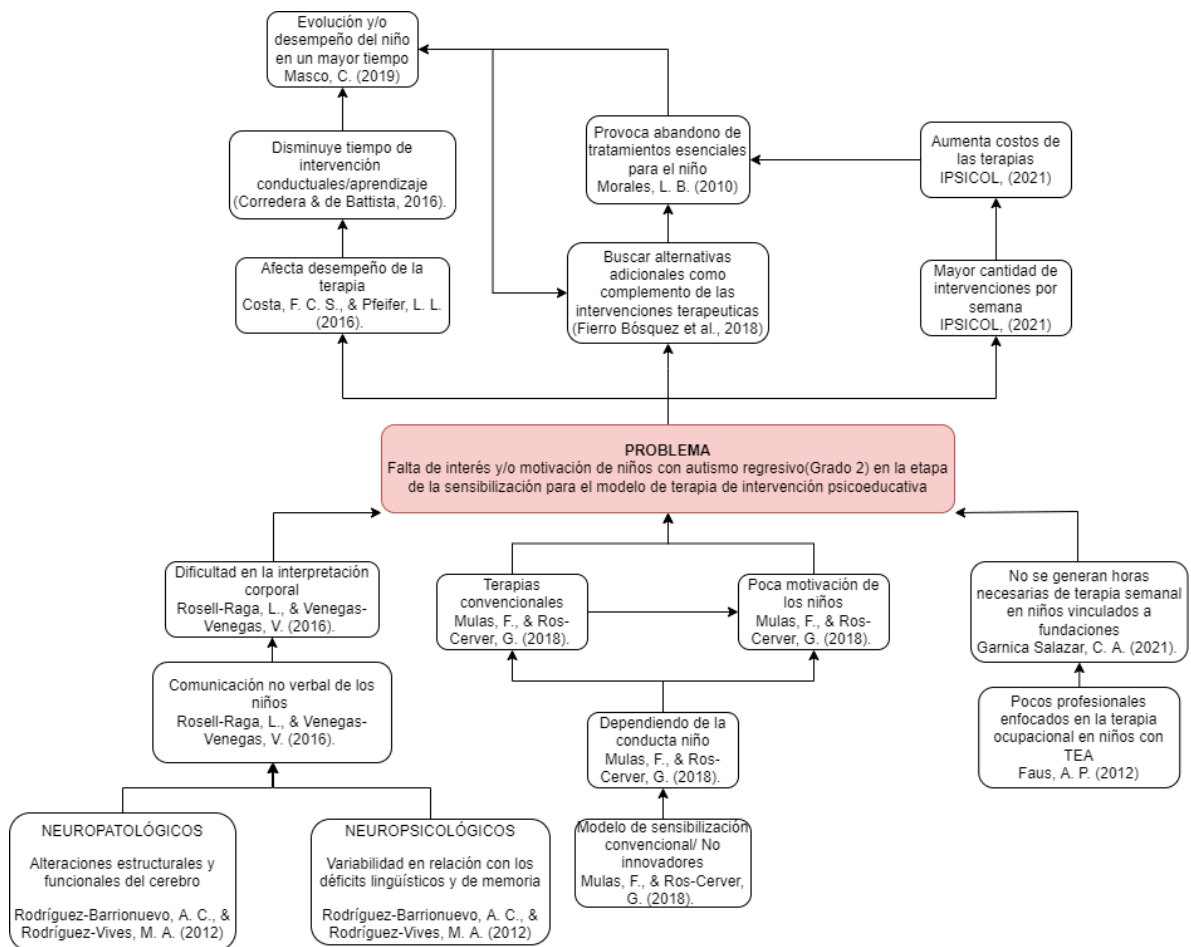 Evolución y/o
desempeño del niño
en un mayor tiempo
Masco, C. (2019)
Disminuye tiempo de
intervención
conductuales/aprendizaje
(Corredera & de Battista, 2016).
Afecta desempeño de la
terapia
Costa, F. C. S., & Pfeifer, L. L.
(2016).
Provoca abandono de
tratamientos esenciales
para el niño
Morales, L. B. (2010)
Buscar alternativas
adicionales como
complemento de las
intervenciones terapeuticas
(Fierro Bósquez et al., 2018)
Aumenta costos de
las terapias
IPSICOL, (2021)
Mayor cantidad de
intervenciones por
semana
IPSICOL, (2021)
PROBLEMA
Falta de interés y/o motivación de niños con autismo regresivo(Grado 2) en la etapa
de la sensibilización para el modelo de terapia de intervención psicoeducativa
Dificultad en la interpretación
corporal
Rosell-Raga, L., & Venegas-
Venegas, V. (2016).
Comunicación no verbal de los
niños
Rosell-Raga, L., & Venegas-
Venegas, V. (2016).
NEUROPATOLÓGICOS
Alteraciones estructurales y
funcionales del cerebro
Rodríguez-Barrionuevo, A. C., &
Rodríguez-Vives, M. A. (2012)
NEUROPSICOLÓGICOS
Variabilidad en relación con los
déficits lingüísticos y de memoria
Rodríguez-Barrionuevo, A. C., &
Rodríguez-Vives, M. A. (2012)
Terapias
convencionales
Mulas, F., & Ros-
Cerver, G. (2018).
Poca motivación de
los niños
Mulas, F., & Ros-
Cerver, G. (2018).
Dependiendo de la
conducta niño
Mulas, F., & Ros-
Cerver, G. (2018).
Modelo de sensibilización
convencional/ No
innovadores
Mulas, F., & Ros-Cerver,
G. (2018).
No se generan horas
necesarias de terapia semanal
en niños vinculados a
fundaciones
Garnica Salazar, C. A. (2021).
Pocos profesionales
enfocados en la terapia
ocupacional en niños con
TEA
Faus, A. P. (2012)